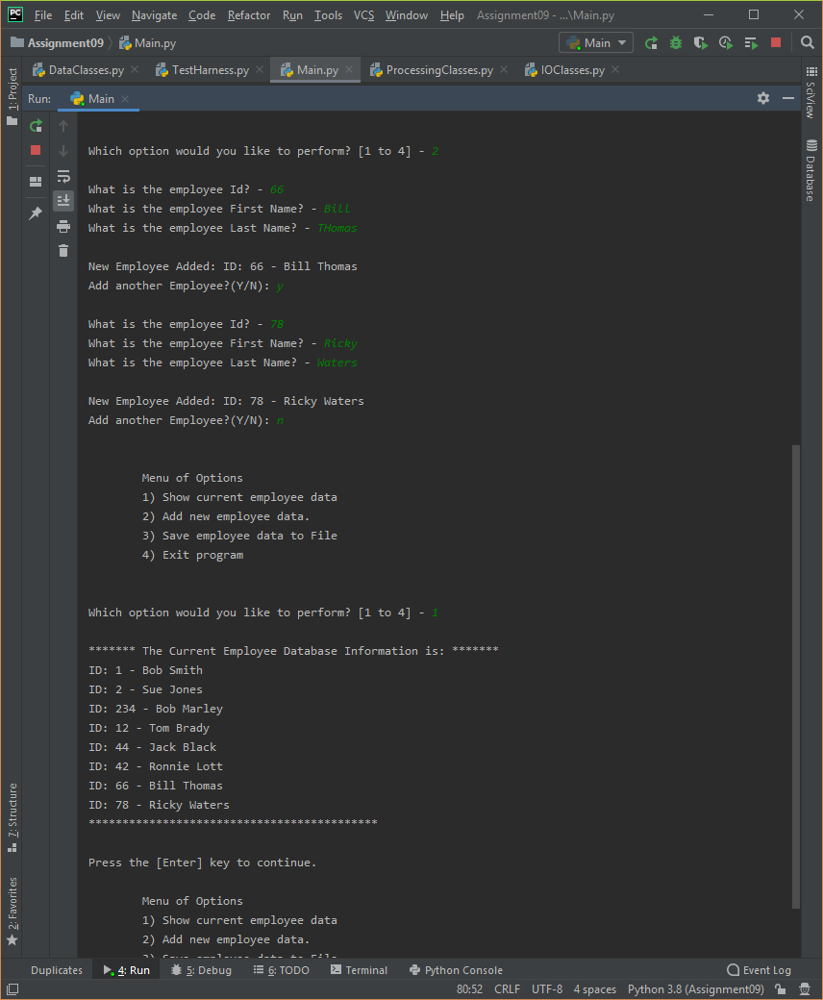 PC File Edit View Navigate Code Refactor Run Tools VCS Window Help Assignment09 - ...\Main.py
Assignment09 Main.py Main
DataClasses.py TestHarness.py Main.py ProcessingClasses.py IOClasses.py
Run: Main
1: Project
SciView
Database
Which option would you like to perform? [1 to 4] - 2
What is the employee Id? - 66
What is the employee First Name? - Bill
What is the employee Last Name? - THomas
New Employee Added: ID: 66 - Bill Thomas
Add another Employee?(Y/N): y
What is the employee Id? - 78
What is the employee First Name? - Ricky
What is the employee Last Name? - Waters
New Employee Added: ID: 78 - Ricky Waters
Add another Employee?(Y/N): n
Menu of Options
1) Show current employee data
2) Add new employee data.
3) Save employee data to File
4) Exit program
Which option would you like to perform? [1 to 4] - 1
******* The Current Employee Database Information is: *******
ID: 1 - Bob Smith
ID: 2 - Sue Jones
ID: 234 - Bob Marley
ID: 12 - Tom Brady
ID: 44 - Jack Black
ID: 42 - Ronnie Lott
ID: 66 - Bill Thomas
ID: 78 - Ricky Waters
*******************************************
Press the [Enter] key to continue.
Menu of Options
1) Show current employee data
2) Add new employee data.
3) Save employee data to File
7: Structure
2: Favorites
Duplicates 4: Run 5: Debug 6: TODO Terminal Python Console Event Log
80:52 CRLF UTF-8 4 spaces Python 3.8 (Assignment09)